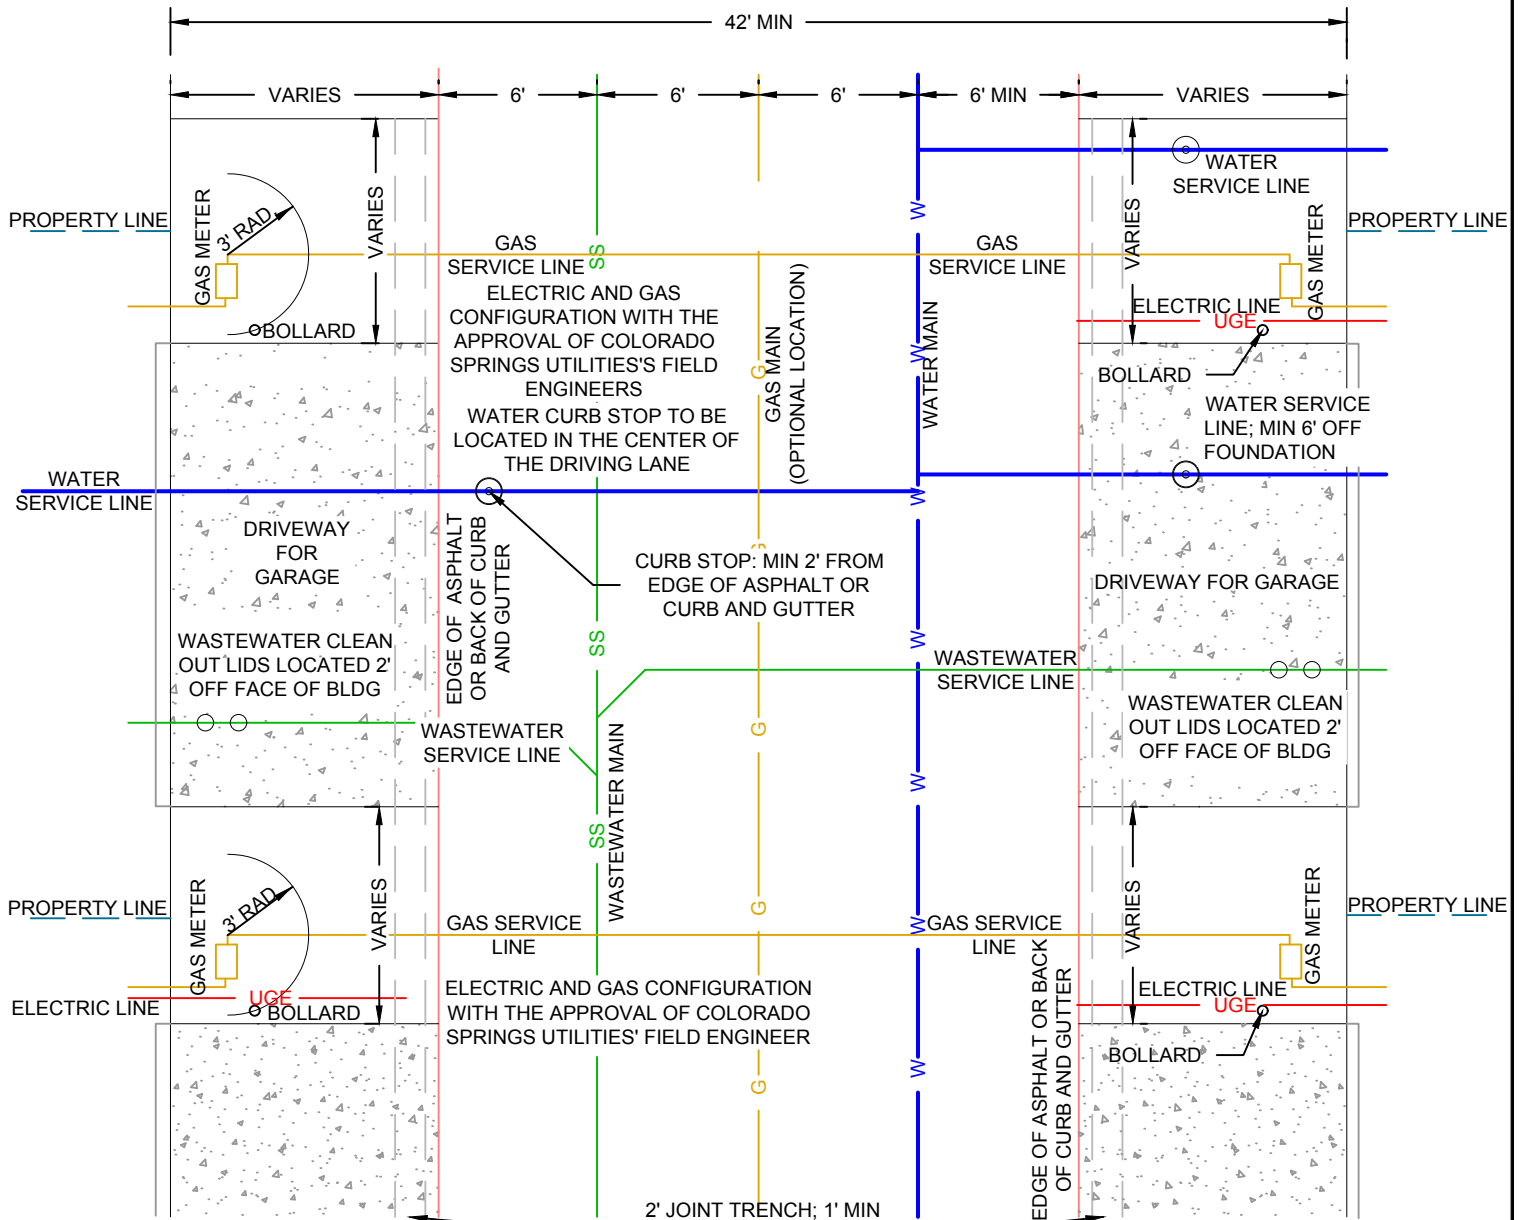 42' MIN
VARIES
6'
6'
6'
6' MIN
VARIES
WATER
SERVICE LINE
PROPERTY LINE
GAS METER
3' RAD
VARIES
GAS
SERVICE LINE
SS
W
GAS
SERVICE LINE
VARIES
GAS METER
PROPERTY LINE
BOLLARD
ELECTRIC AND GAS
CONFIGURATION WITH THE
APPROVAL OF COLORADO
SPRINGS UTILITIES'S FIELD
ENGINEERS
G
GAS MAIN
(OPTIONAL LOCATION)
W
WATER MAIN
ELECTRIC LINE
UGE
BOLLARD
WATER CURB STOP TO BE
LOCATED IN THE CENTER OF
THE DRIVING LANE
WATER SERVICE
LINE; MIN 6' OFF
FOUNDATION
WATER
SERVICE LINE
W
DRIVEWAY
FOR
GARAGE
EDGE OF ASPHALT
OR BACK OF CURB
AND GUTTER
G
CURB STOP: MIN 2' FROM
EDGE OF ASPHALT OR
CURB AND GUTTER
DRIVEWAY FOR GARAGE
WASTEWATER CLEAN
OUT LIDS LOCATED 2'
OFF FACE OF BLDG
SS
W
WASTEWATER
SERVICE LINE
WASTEWATER CLEAN
OUT LIDS LOCATED 2'
OFF FACE OF BLDG
WASTEWATER
SERVICE LINE
G
W
SS
WASTEWATER MAIN
PROPERTY LINE
GAS METER
3' RAD
VARIES
GAS SERVICE
LINE
G
W
GAS SERVICE
LINE
VARIES
GAS METER
PROPERTY LINE
ELECTRIC LINE
UGE
BOLLARD
ELECTRIC AND GAS CONFIGURATION
WITH THE APPROVAL OF COLORADO
SPRINGS UTILITIES' FIELD ENGINEER
ELECTRIC LINE
UGE
BOLLARD
G
W
EDGE OF ASPHALT OR BACK
OF CURB AND GUTTER
2' JOINT TRENCH; 1' MIN